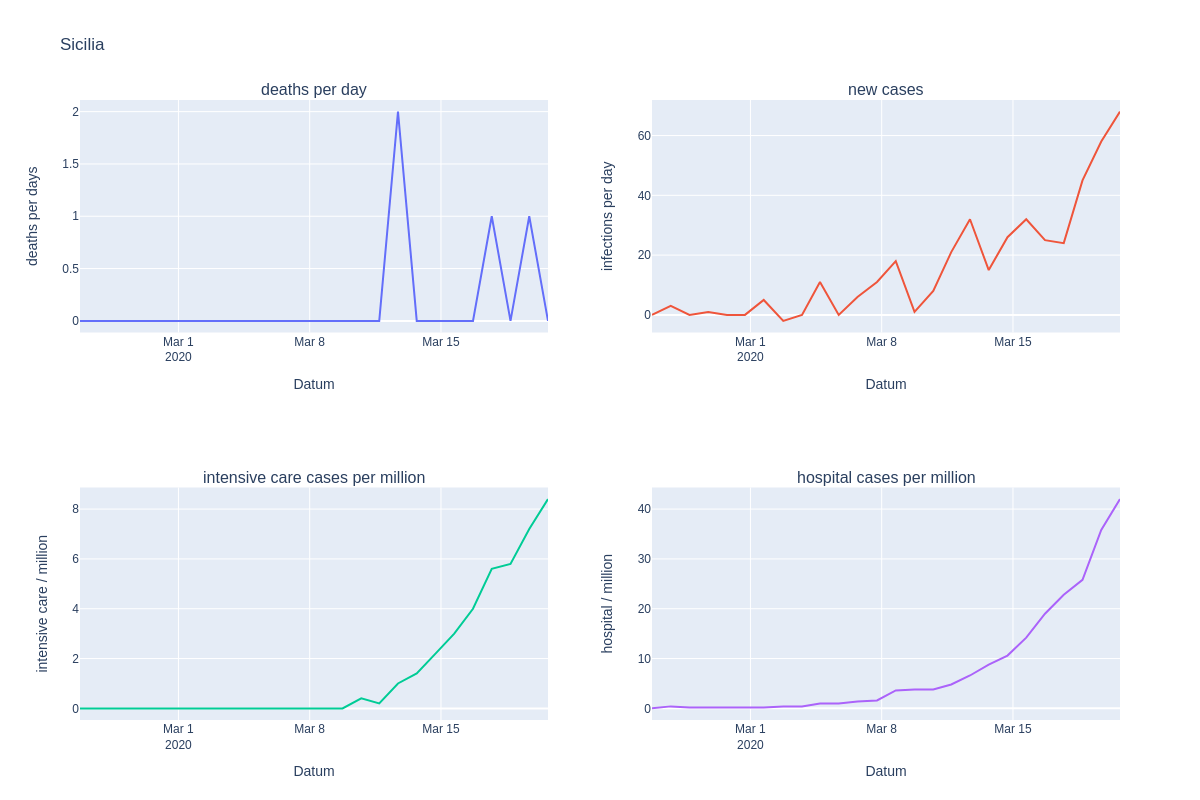 Sicilia
deaths per day
deaths per days
2
1.5
1
0.5
0
Mar 1
2020
Mar 8
Mar 15
Datum
new cases
infections per day
60
40
20
0
Mar 1
2020
Mar 8
Mar 15
Datum
intensive care cases per million
intensive care / million
8
6
4
2
0
Mar 1
2020
Mar 8
Mar 15
Datum
hospital cases per million
hospital / million
40
30
20
10
0
Mar 1
2020
Mar 8
Mar 15
Datum